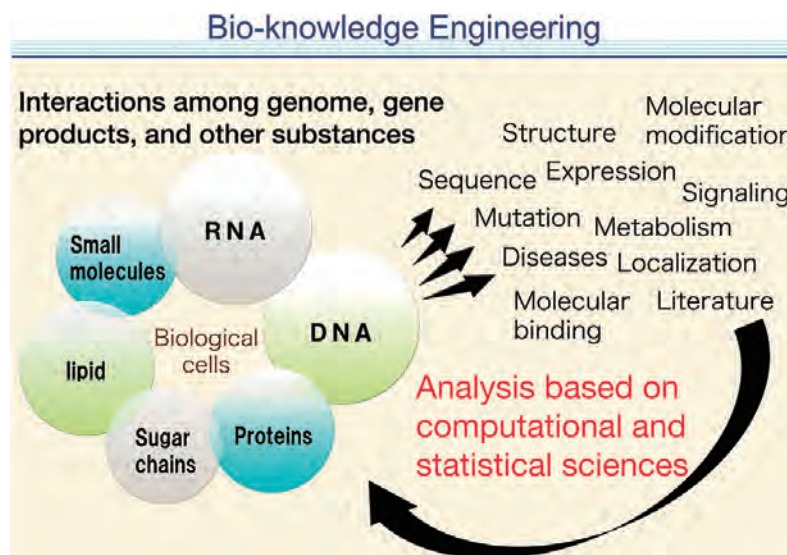 Bio-knowledge Engineering
Interactions among genome, gene
products, and other substances
RNA
Small
molecules
DNA
Biological
cells
lipid
Proteins
Sugar
chains
Molecular
modification
Structure
Expression
Sequence
Signaling
Mutation
Metabolism
Diseases
Localization
Molecular
binding
Literature
Analysis based on
computational and
statistical sciences